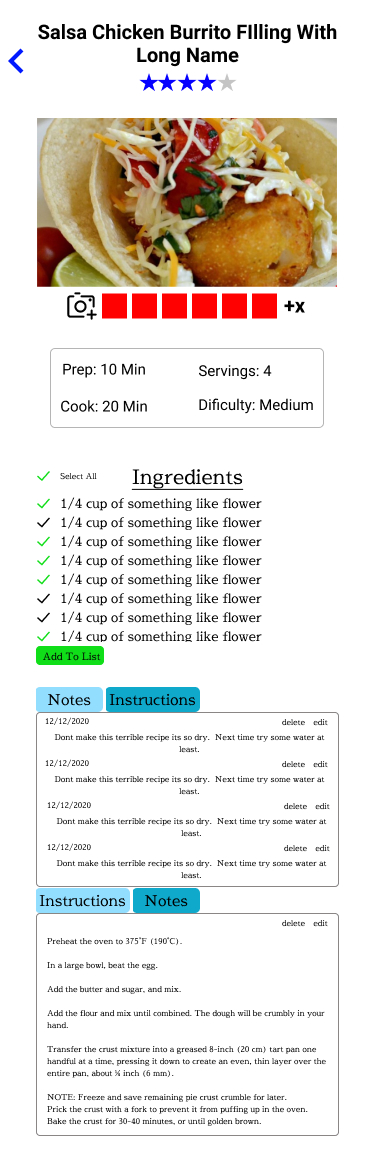 Salsa Chicken Burrito FIlling With
Long Name
+x
Prep: 10 Min
Servings: 4
Cook: 20 Min
Dificulty: Medium
Select All
Ingredients
1/4 cup of something like flower
1/4 cup of something like flower
1/4 cup of something like flower
1/4 cup of something like flower
1/4 cup of something like flower
1/4 cup of something like flower
1/4 cup of something like flower
1/4 cup of something like flower
Add To List
Notes
Instructions
12/12/2020
delete edit
Dont make this terrible recipe its so dry. Next time try some water at
least.
12/12/2020
delete edit
Dont make this terrible recipe its so dry. Next time try some water at
least.
12/12/2020
delete edit
Dont make this terrible recipe its so dry. Next time try some water at
least.
12/12/2020
delete edit
Dont make this terrible recipe its so dry. Next time try some water at
least.
Instructions
Notes
delete edit
Preheat the oven to 375˚F (190˚C).
In a large bowl, beat the egg.
Add the butter and sugar, and mix.
Add the flour and mix until combined. The dough will be crumbly in your
hand.
Transfer the crust mixture into a greased 8-inch (20 cm) tart pan one
handful at a time, pressing it down to create an even, thin layer over the
entire pan, about ¼ inch (6 mm).
NOTE: Freeze and save remaining pie crust crumble for later.
Prick the crust with a fork to prevent it from puffing up in the oven.
Bake the crust for 30-40 minutes, or until golden brown.